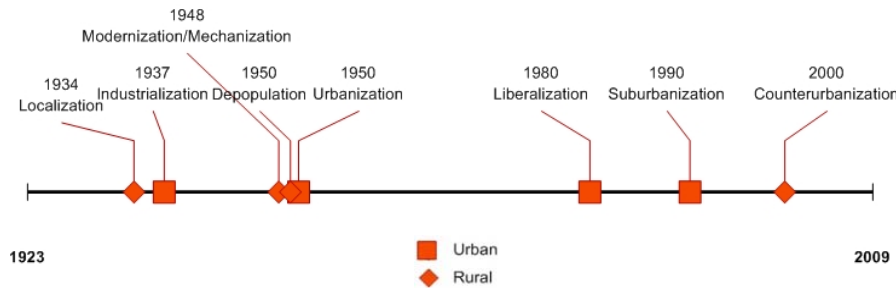 1948
Modernization/Mechanization
1934
Localization
1937
Industrialization
1950
Depopulation
1950
Urbanization
1980
Liberalization
1990
Suburbanization
2000
Counterurbanization
1923
2009
Urban
Rural